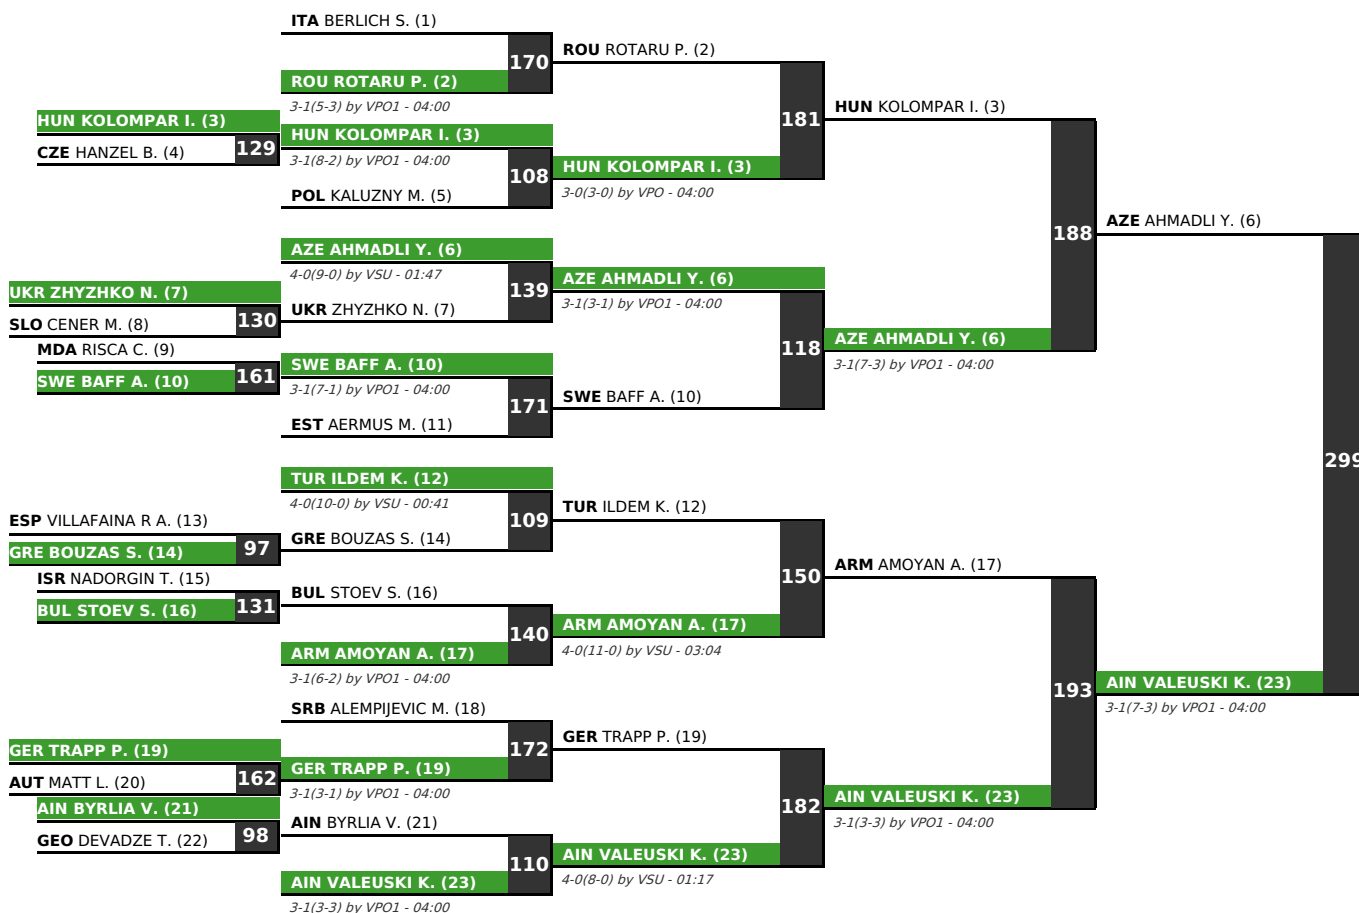 ITA BERLICH S. (1)
ROU ROTARU P. (2)
170
3-1(5-3) by VPO1 - 04:00
HUN KOLOMPAR I. (3)
CZE HANZEL B. (4)
129
HUN KOLOMPAR I. (3)
3-1(8-2) by VPO1 - 04:00
108
POL KALUZNY M. (5)
ROU ROTARU P. (2)
181
HUN KOLOMPAR I. (3)
3-0(3-0) by VPO - 04:00
HUN KOLOMPAR I. (3)
188
AZE AHMADLI Y. (6)
4-0(9-0) by VSU - 01:47
139
UKR ZHYZHKO N. (7)
UKR ZHYZHKO N. (7)
SLO CENER M. (8)
130
MDA RISCA C. (9)
SWE BAFF A. (10)
161
SWE BAFF A. (10)
3-1(7-1) by VPO1 - 04:00
171
EST AERMUS M. (11)
AZE AHMADLI Y. (6)
3-1(3-1) by VPO1 - 04:00
118
SWE BAFF A. (10)
AZE AHMADLI Y. (6)
3-1(7-3) by VPO1 - 04:00
AZE AHMADLI Y. (6)
299
TUR ILDEM K. (12)
4-0(10-0) by VSU - 00:41
109
GRE BOUZAS S. (14)
ESP VILLAFAINA R A. (13)
GRE BOUZAS S. (14)
97
ISR NADORGIN T. (15)
BUL STOEV S. (16)
131
BUL STOEV S. (16)
140
ARM AMOYAN A. (17)
3-1(6-2) by VPO1 - 04:00
TUR ILDEM K. (12)
150
ARM AMOYAN A. (17)
4-0(11-0) by VSU - 03:04
ARM AMOYAN A. (17)
193
AIN VALEUSKI K. (23)
3-1(7-3) by VPO1 - 04:00
SRB ALEMPIJEVIC M. (18)
172
GER TRAPP P. (19)
3-1(3-1) by VPO1 - 04:00
GER TRAPP P. (19)
AUT MATT L. (20)
162
AIN BYRLIA V. (21)
GEO DEVADZE T. (22)
98
AIN BYRLIA V. (21)
110
AIN VALEUSKI K. (23)
3-1(3-3) by VPO1 - 04:00
GER TRAPP P. (19)
182
AIN VALEUSKI K. (23)
4-0(8-0) by VSU - 01:17
AIN VALEUSKI K. (23)
3-1(3-3) by VPO1 - 04:00